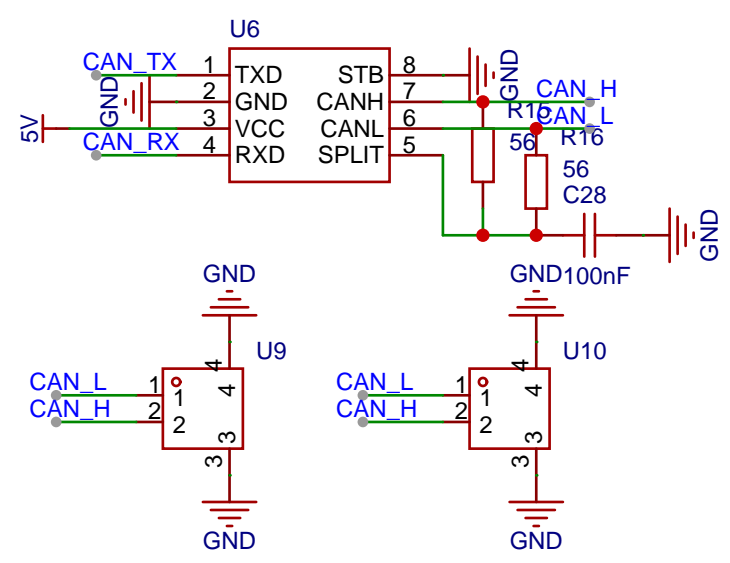 U6
CAN_TX 1 TXD STB 8 GND
GND 2 GND CANH 7 CAN_H
5V 3 VCC CANL 6 CAN_L
CAN_RX 4 RXD SPLIT 5
R15
56
R16
56
C28
100nF
GND
GND
U9
4 4
CAN_L 1 1
CAN_H 2 2
3 3
GND
GND
U10
4 4
CAN_L 1 1
CAN_H 2 2
3 3
GND